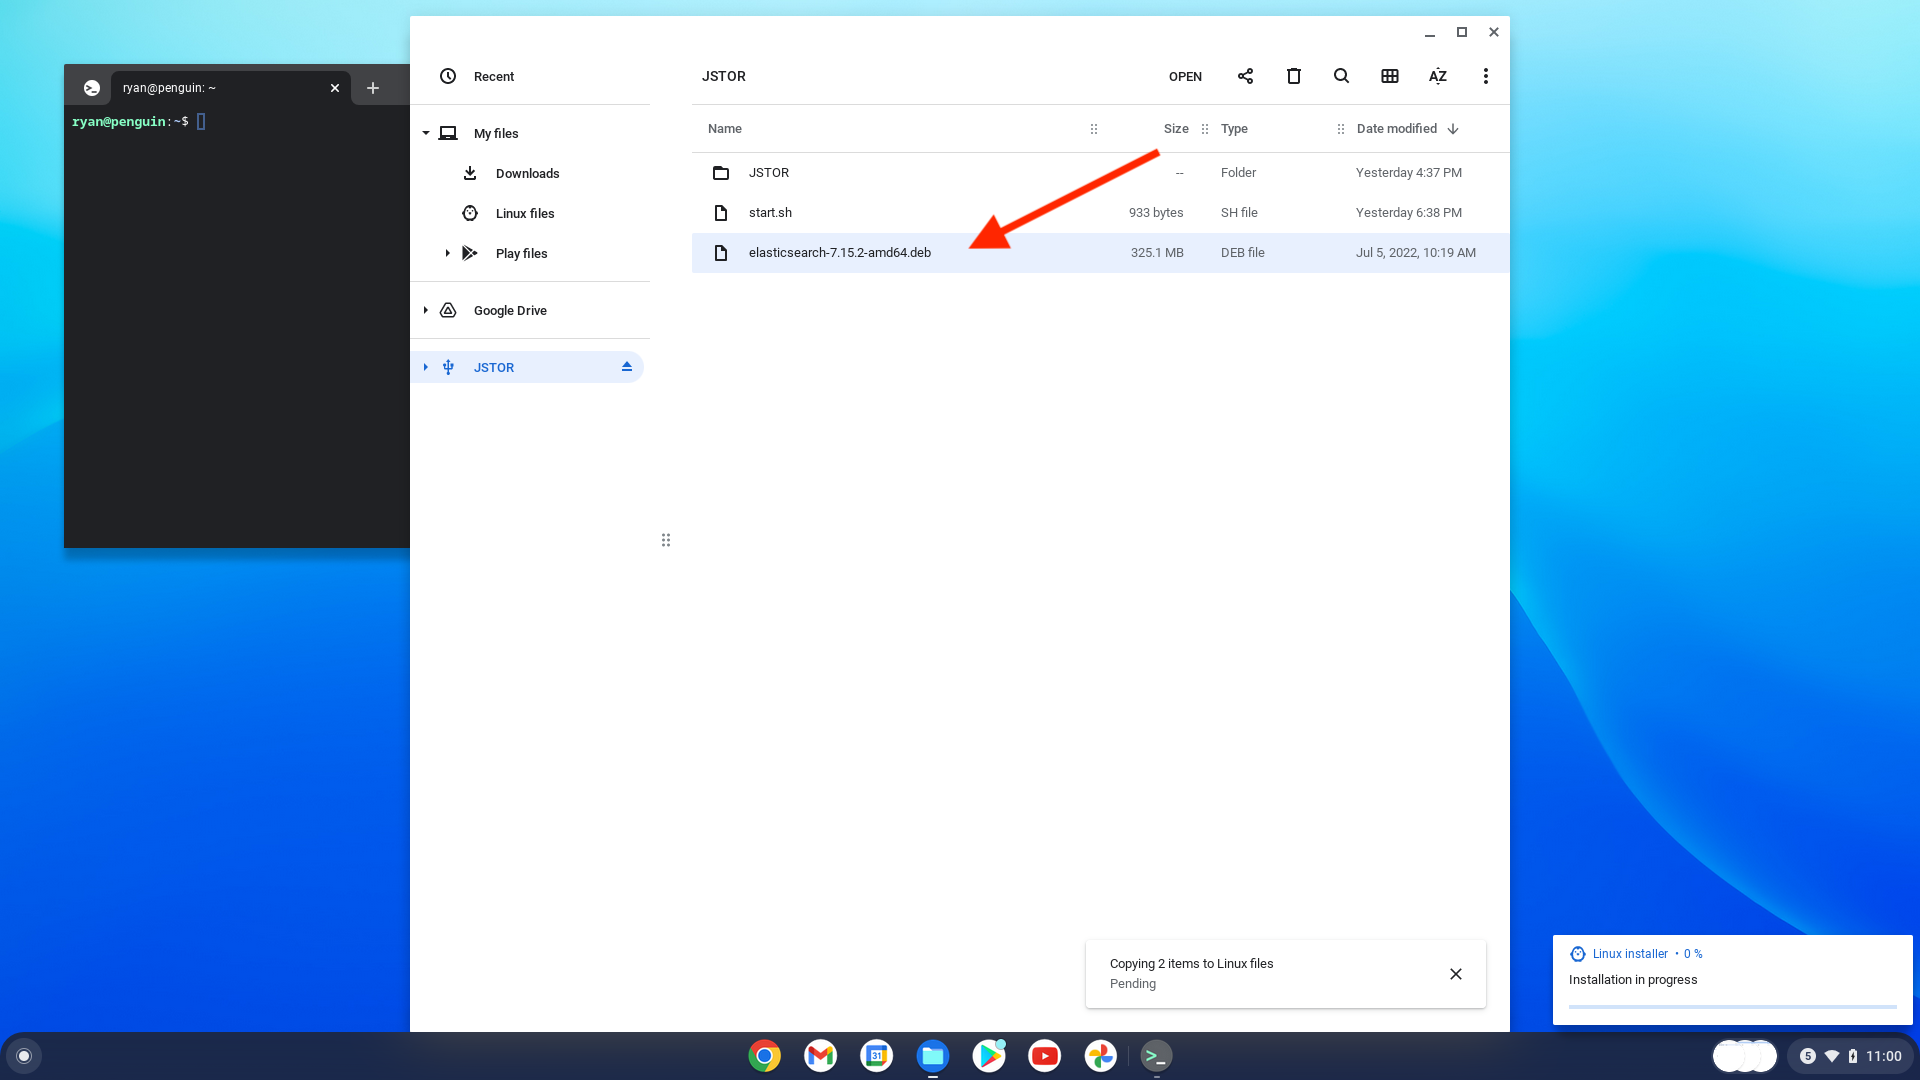 ryan@penguin: ~
ryan@penguin:~$
Recent
My files
Downloads
Linux files
Play files
Google Drive
JSTOR
JSTOR
OPEN
AZ
Name Size Type Date modified
JSTOR -- Folder Yesterday 4:37 PM
start.sh 933 bytes SH file Yesterday 6:38 PM
elasticsearch-7.15.2-amd64.deb 325.1 MB DEB file Jul 5, 2022, 10:19 AM
Copying 2 items to Linux files
Pending
Linux installer • 0 %
Installation in progress
31
>_
5
11:00